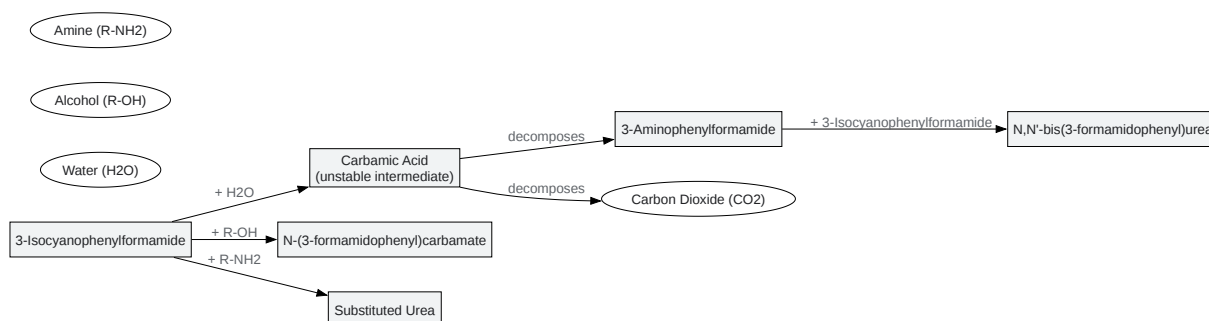 Amine (R-NH2)
Alcohol (R-OH)
Water (H2O)
3-Isocyanophenylformamide
+ H2O
+ R-OH
+ R-NH2
Carbamic Acid
(unstable intermediate)
N-(3-formamidophenyl)carbamate
Substituted Urea
decomposes
decomposes
3-Aminophenylformamide
Carbon Dioxide (CO2)
+ 3-Isocyanophenylformamide
N,N'-bis(3-formamidophenyl)urea